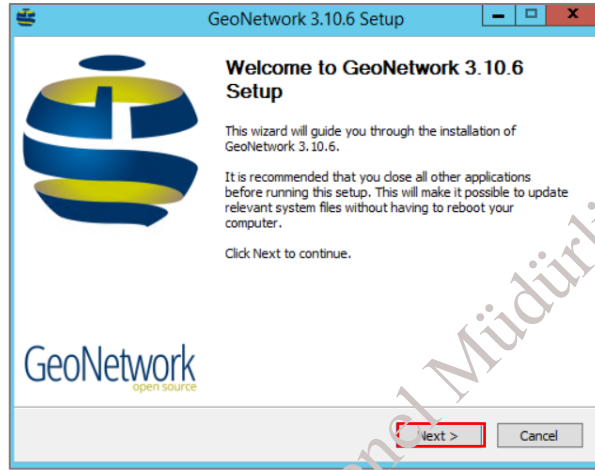 GeoNetwork 3.10.6 Setup
Welcome to GeoNetwork 3.10.6
Setup
This wizard will guide you through the installation of
GeoNetwork 3.10.6.
It is recommended that you close all other applications
before running this setup. This will make it possible to update
relevant system files without having to reboot your
computer.
Click Next to continue.
GeoNetwork
open source
Next >
Cancel